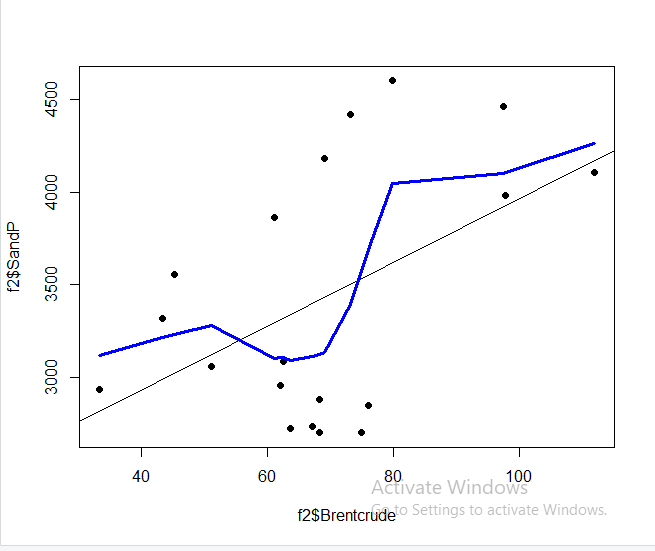 4500
4000
3500
3000
f2$SandP
40 60 80 100
f2$Brentcrude
Activate Windows
Go to Settings to activate Windows.